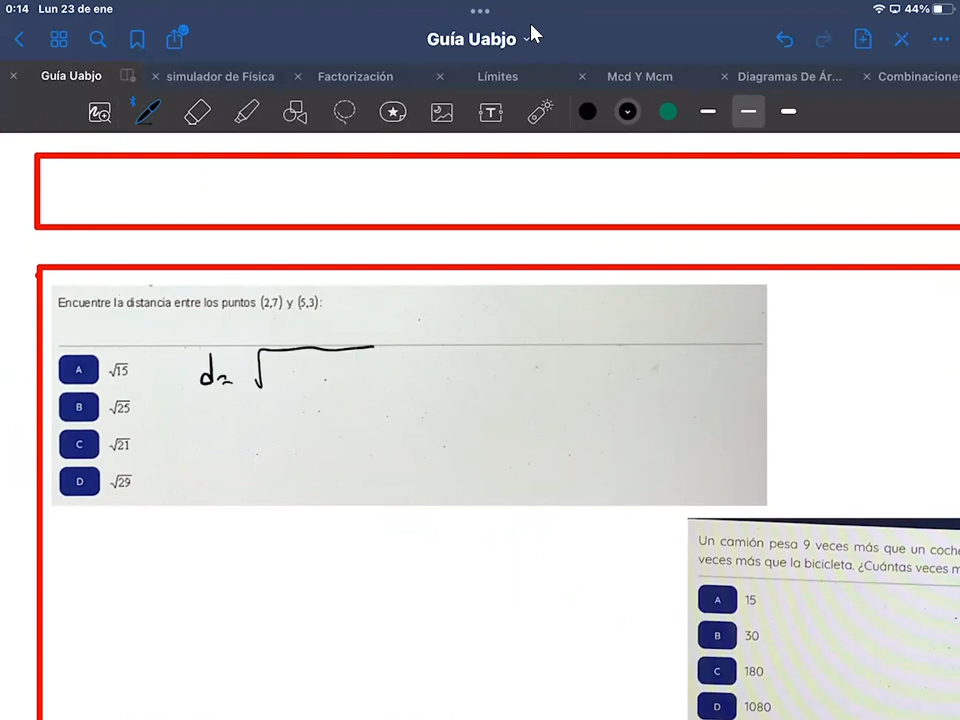 0:14 Lun 23 de ene 44%
Guía Uabjo
Guía Uabjo simulador de Física Factorización Límites Mcd Y Mcm Diagramas De Ár... Combinaciones
T
Encuentre la distancia entre los puntos (2,7) y (5,3):
A √15
d= √
B √25
C √21
D √29
Un camión pesa 9 veces más que un coche
veces más que la bicicleta. ¿Cuántas veces m
A 15
B 30
C 180
D 1080